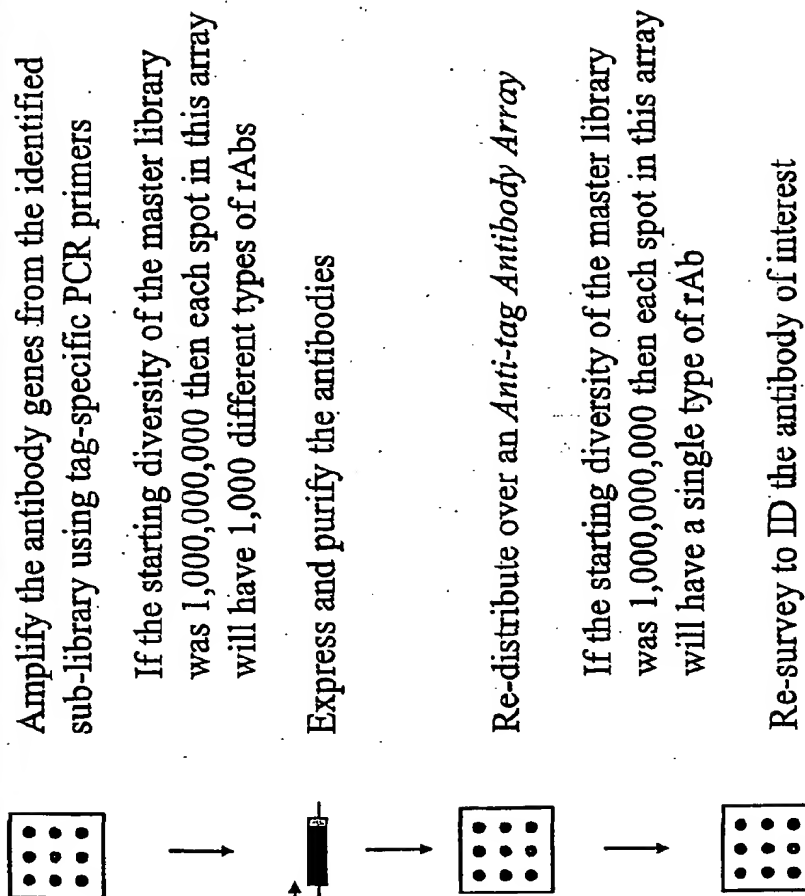 Amplify the antibody genes from the identified
sub-library using tag-specific PCR primers
If the starting diversity of the master library
was 1,000,000,000 then each spot in this array
will have 1,000 different types of rAbs
Express and purify the antibodies
Re-distribute over an Anti-tag Antibody Array
If the starting diversity of the master library
was 1,000,000,000 then each spot in this array
will have a single type of rAb
Re-survey to ID the antibody of interest